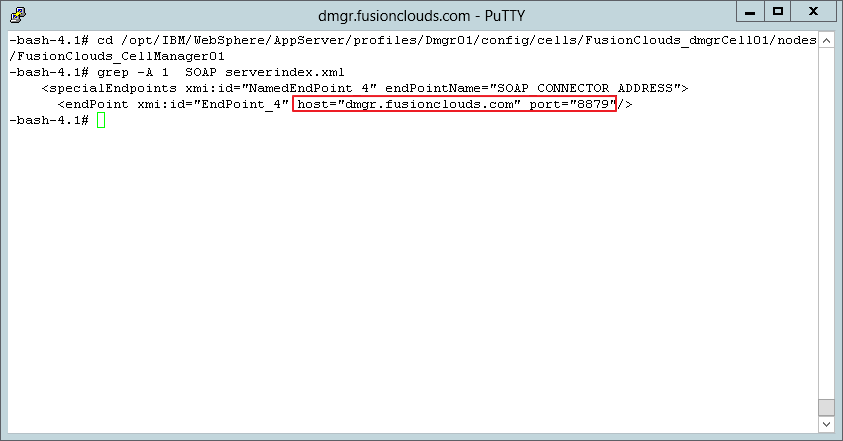 dmgr.fusionclouds.com - PuTTY
-bash-4.1# cd /opt/IBM/WebSphere/AppServer/profiles/Dmgr01/config/cells/FusionClouds_dmgrCell01/nodes
/FusionClouds_CellManager01
-bash-4.1# grep -A 1  SOAP serverindex.xml
    <specialEndpoints xmi:id="NamedEndPoint_4" endPointName="SOAP_CONNECTOR_ADDRESS">
      <endPoint xmi:id="EndPoint_4" host="dmgr.fusionclouds.com" port="8879"/>
-bash-4.1#